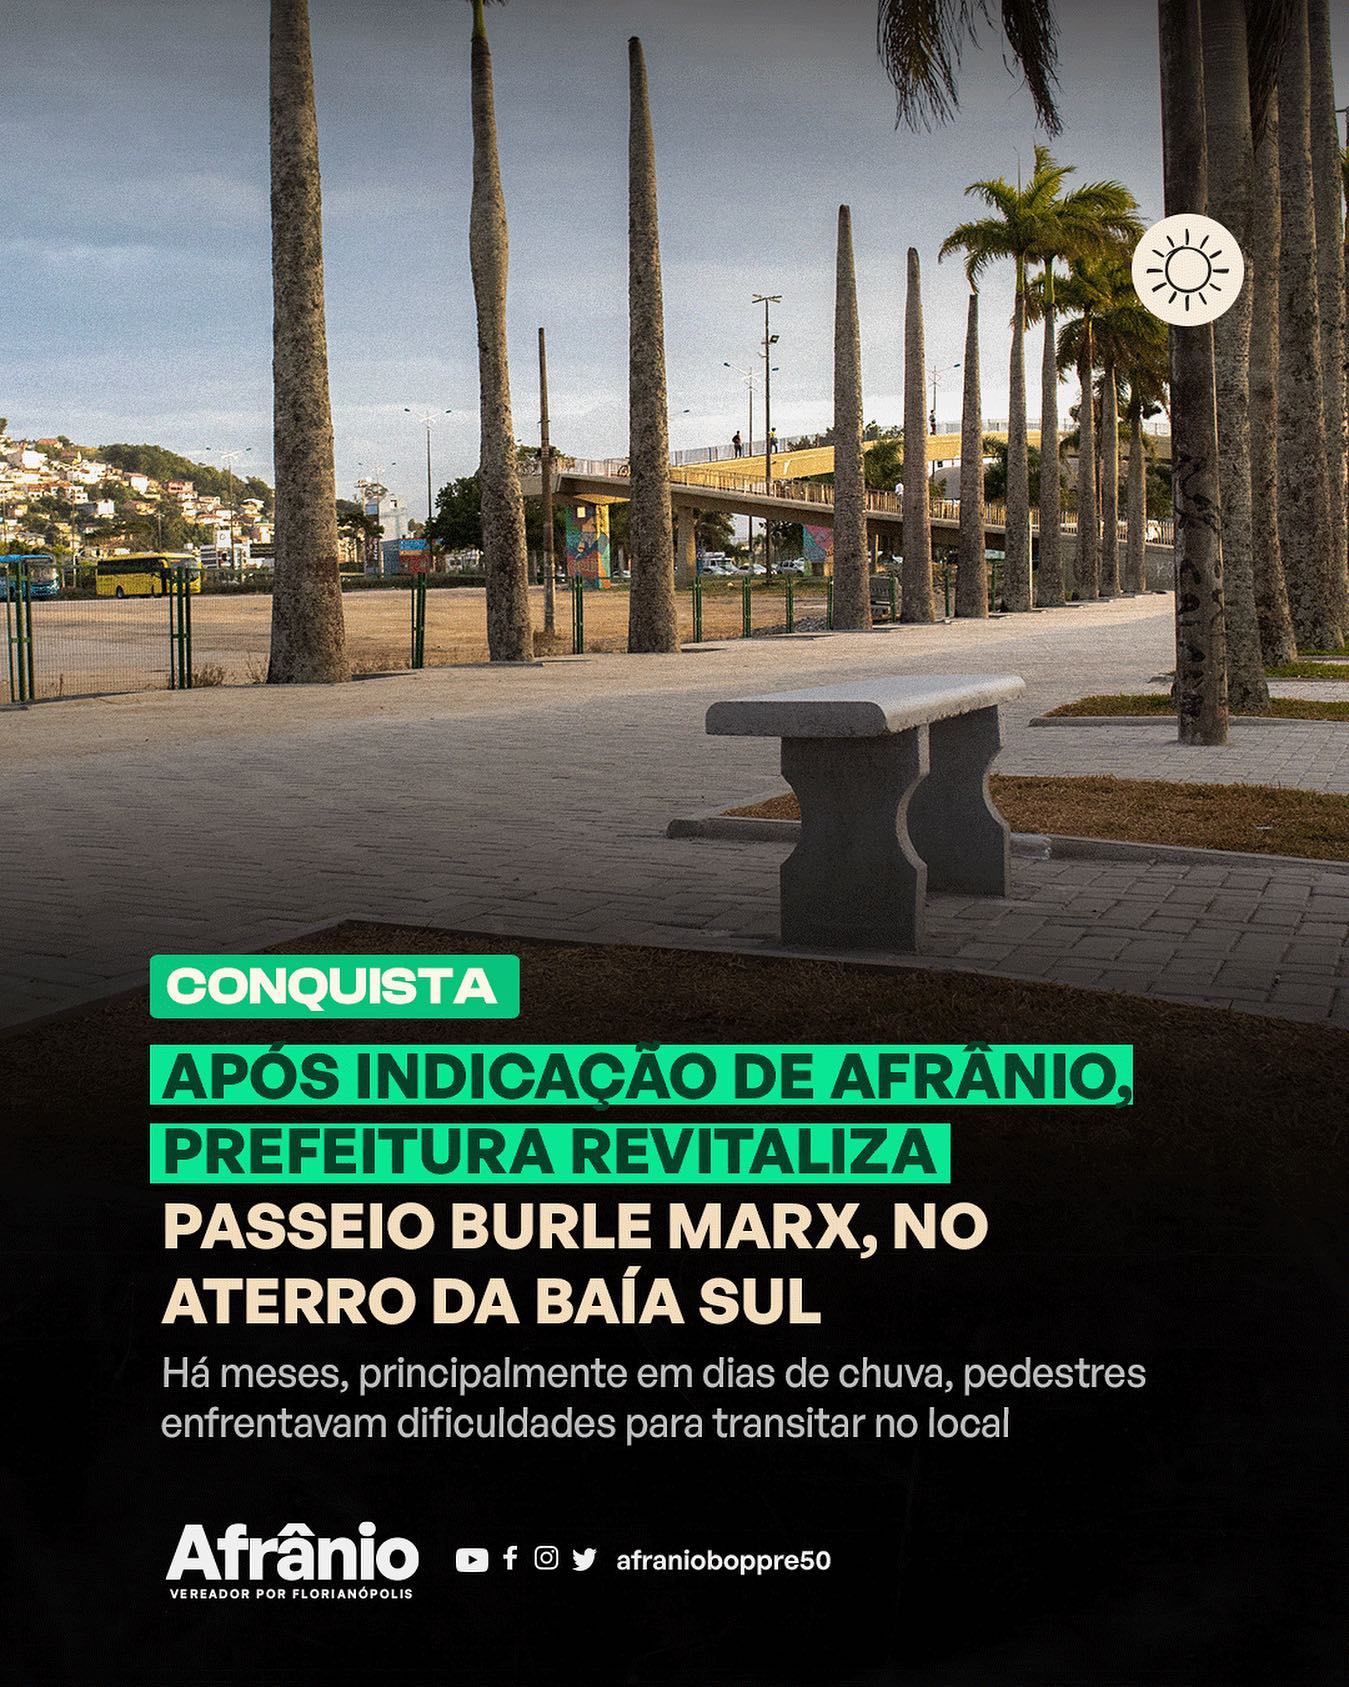 CONQUISTA
APÓS INDICAÇÃO DE AFRÂNIO,
PREFEITURA REVITALIZA
PASSEIO BURLE MARX, NO
ATERRO DA BAÍA SUL
Há meses, principalmente em dias de chuva, pedestres
enfrentavam dificuldades para transitar no local
Afrânio
VEREADOR POR FLORIANÓPOLIS
afranioboppre50